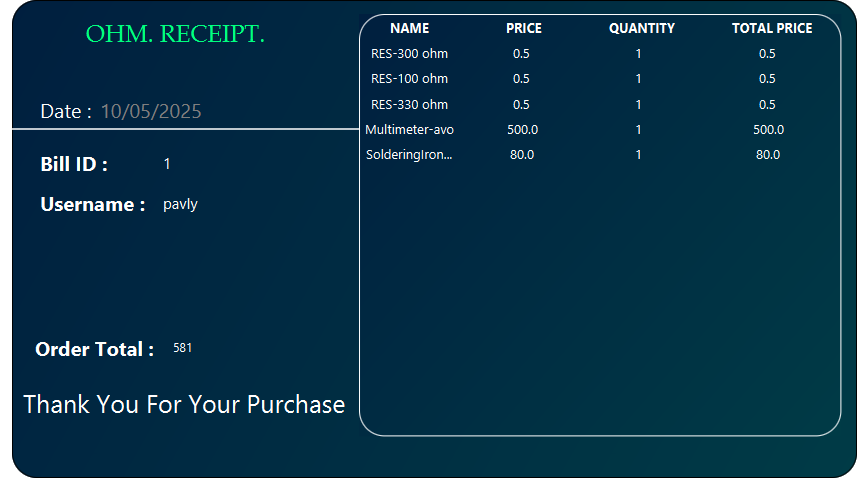 OHM. RECEIPT.
Date : 10/05/2025
Bill ID : 1
Username : pavly
Order Total : 581
Thank You For Your Purchase
NAME PRICE QUANTITY TOTAL PRICE
RES-300 ohm 0.5 1 0.5
RES-100 ohm 0.5 1 0.5
RES-330 ohm 0.5 1 0.5
Multimeter-avo 500.0 1 500.0
SolderingIron... 80.0 1 80.0